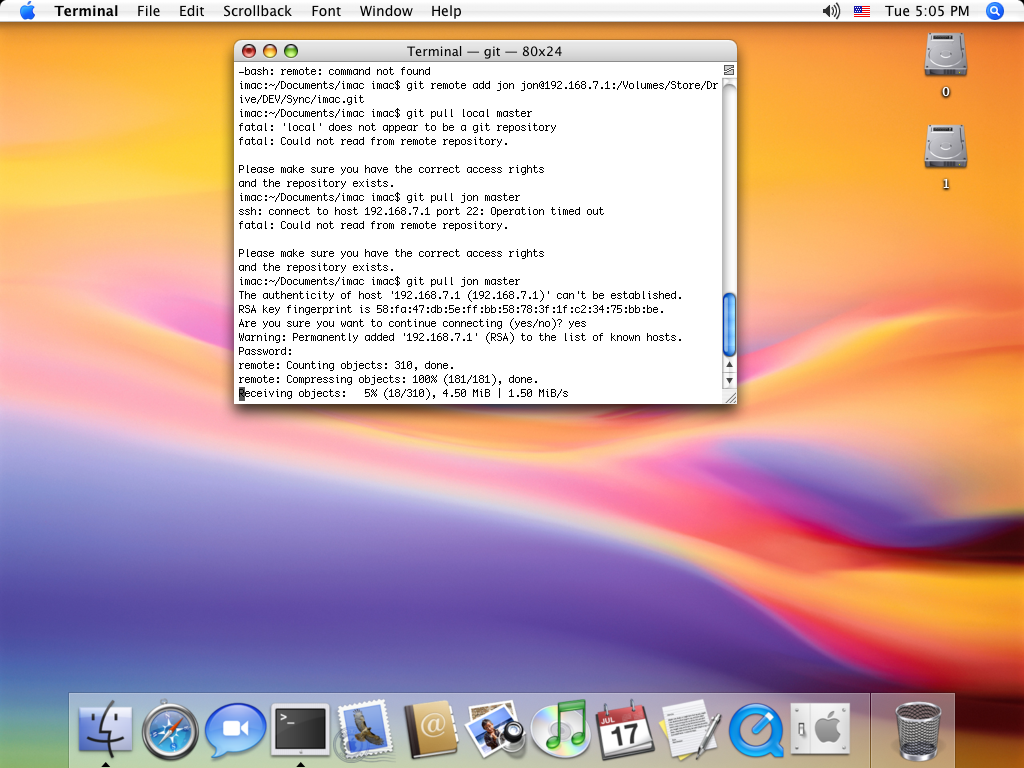 Terminal File Edit Scrollback Font Window Help Tue 5:05 PM
Terminal — git — 80x24
-bash: remote: command not found
imac:~/Documents/imac imac$ git remote add jon jon@192.168.7.1:/Volumes/Store/Dr
ive/DEV/Sync/imac.git
imac:~/Documents/imac imac$ git pull local master
fatal: 'local' does not appear to be a git repository
fatal: Could not read from remote repository.
Please make sure you have the correct access rights
and the repository exists.
imac:~/Documents/imac imac$ git pull jon master
ssh: connect to host 192.168.7.1 port 22: Operation timed out
fatal: Could not read from remote repository.
Please make sure you have the correct access rights
and the repository exists.
imac:~/Documents/imac imac$ git pull jon master
The authenticity of host '192.168.7.1 (192.168.7.1)' can't be established.
RSA key fingerprint is 58:fa:47:db:5e:ff:bb:58:78:3f:1f:c2:34:75:bb:be.
Are you sure you want to continue connecting (yes/no)? yes
Warning: Permanently added '192.168.7.1' (RSA) to the list of known hosts.
Password:
remote: Counting objects: 310, done.
remote: Compressing objects: 100% (181/181), done.
Receiving objects: 5% (18/310), 4.50 MiB | 1.50 MiB/s
0
1
>_
@
JUL
17